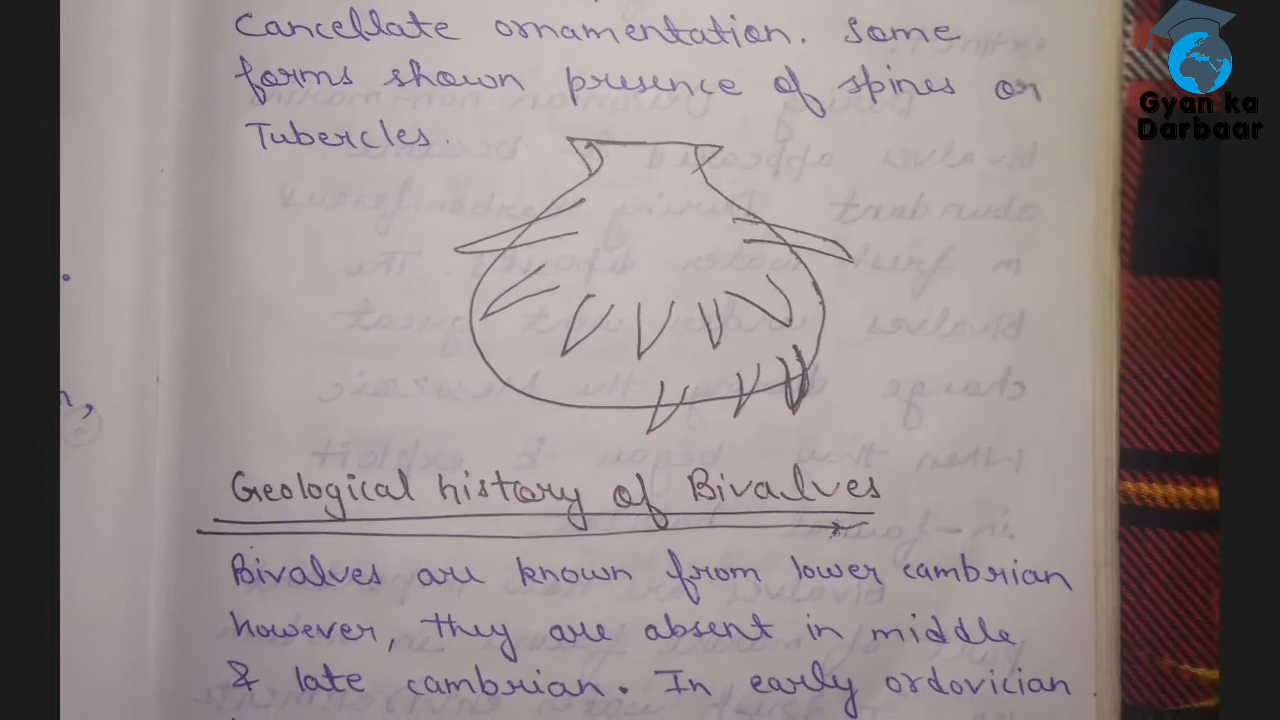 Cancellate ornamentation. Some
forms shown presence of spines or
Tubercles.
Geological history of Bivalves
Bivalves are known from lower cambrian
however, they are absent in middle
& late cambrian. In early ordovician
Gyan ka
Darbaar